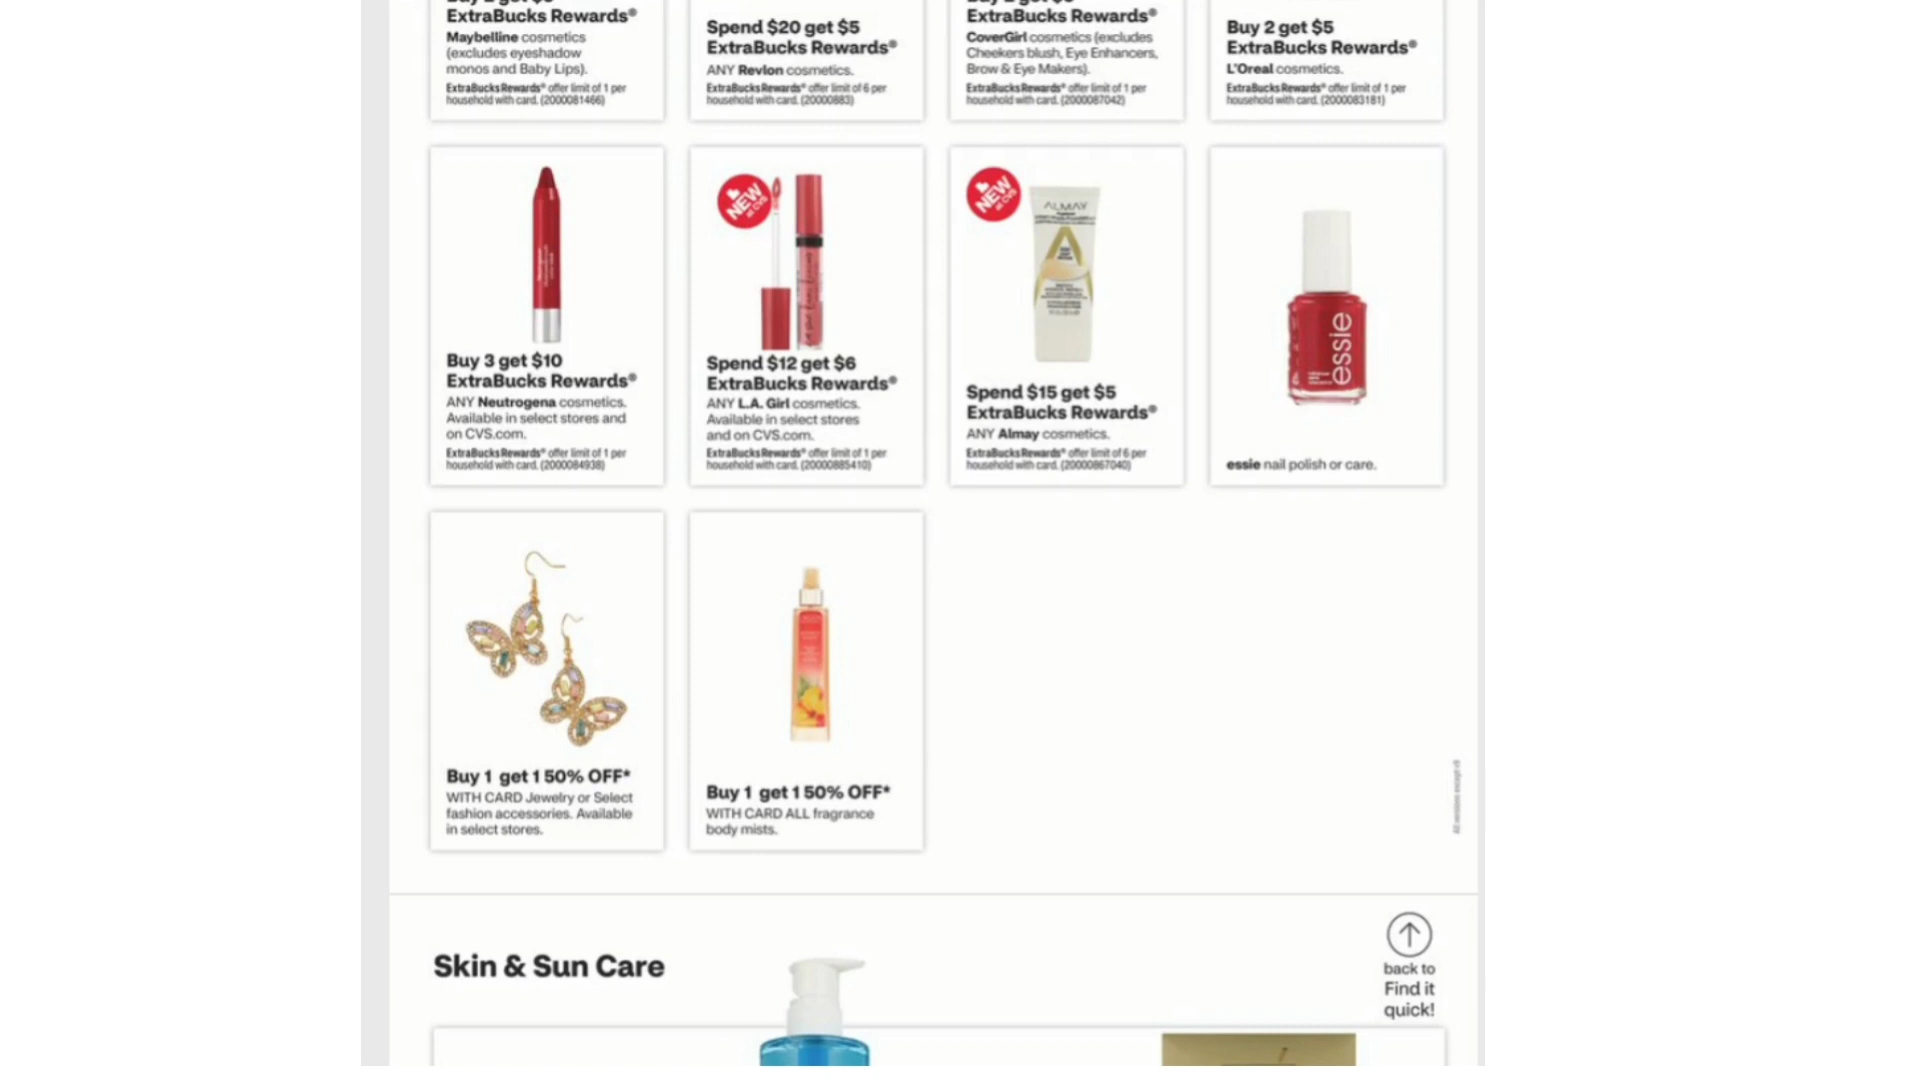 ExtraBucks Rewards®
Maybelline cosmetics
(excludes eyeshadow
monos and Baby Lips).
ExtraBucks Rewards® offer limit of 1 per
household with card. (2000081466)
Spend $20 get $5
ExtraBucks Rewards®
ANY Revlon cosmetics.
ExtraBucks Rewards® offer limit of 6 per
household with card. (20000883)
ExtraBucks Rewards®
CoverGirl cosmetics (excludes
Cheekers blush, Eye Enhancers,
Brow & Eye Makers).
ExtraBucks Rewards® offer limit of 1 per
household with card. (2000087042)
Buy 2 get $5
ExtraBucks Rewards®
L'Oreal cosmetics.
ExtraBucks Rewards® offer limit of 1 per
household with card. (2000083181)
Neutrogena
Buy 3 get $10
ExtraBucks Rewards®
ANY Neutrogena cosmetics.
Available in select stores and
on CVS.com.
ExtraBucks Rewards® offer limit of 1 per
household with card. (2000084938)
NEW
at CVS
Spend $12 get $6
ExtraBucks Rewards®
ANY L.A. Girl cosmetics.
Available in select stores
and on CVS.com.
ExtraBucks Rewards® offer limit of 1 per
household with card. (20000885410)
NEW
at CVS
ALMAY
Spend $15 get $5
ExtraBucks Rewards®
ANY Almay cosmetics.
ExtraBucks Rewards® offer limit of 6 per
household with card. (20000867040)
essie
essie nail polish or care.
Buy 1 get 1 50% OFF*
WITH CARD Jewelry or Select
fashion accessories. Available
in select stores.
Buy 1 get 1 50% OFF*
WITH CARD ALL fragrance
body mists.
Skin & Sun Care
back to
Find it
quick!